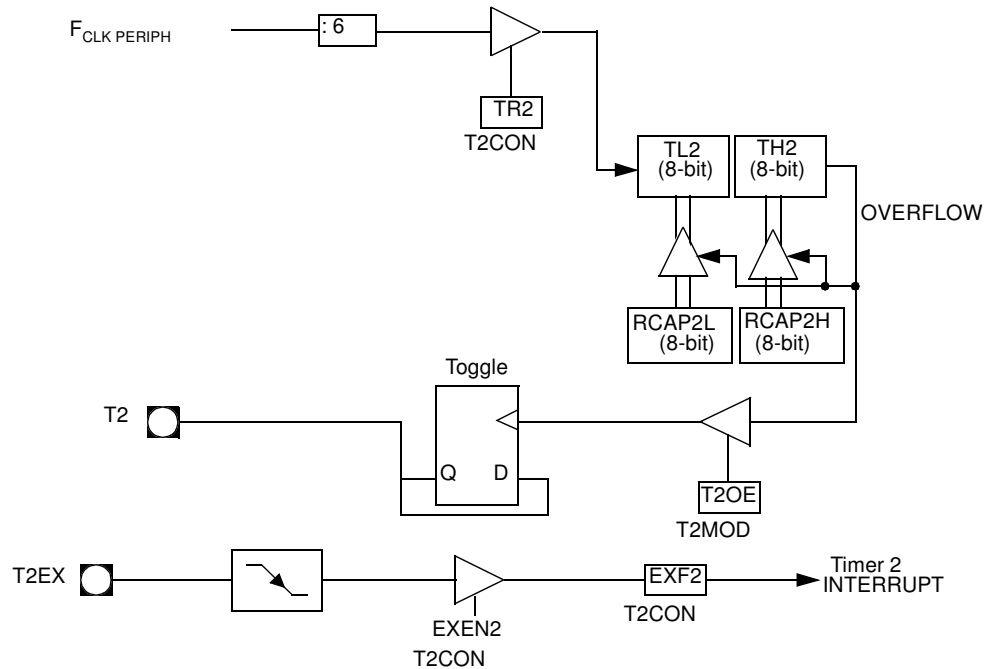 FCLK PERIPH
: 6
TR2
T2CON
TL2
(8-bit)
TH2
(8-bit)
OVERFLOW
RCAP2L
(8-bit)
RCAP2H
(8-bit)
Toggle
T2
Q
D
T2OE
T2MOD
T2EX
EXEN2
T2CON
EXF2
T2CON
Timer 2
INTERRUPT